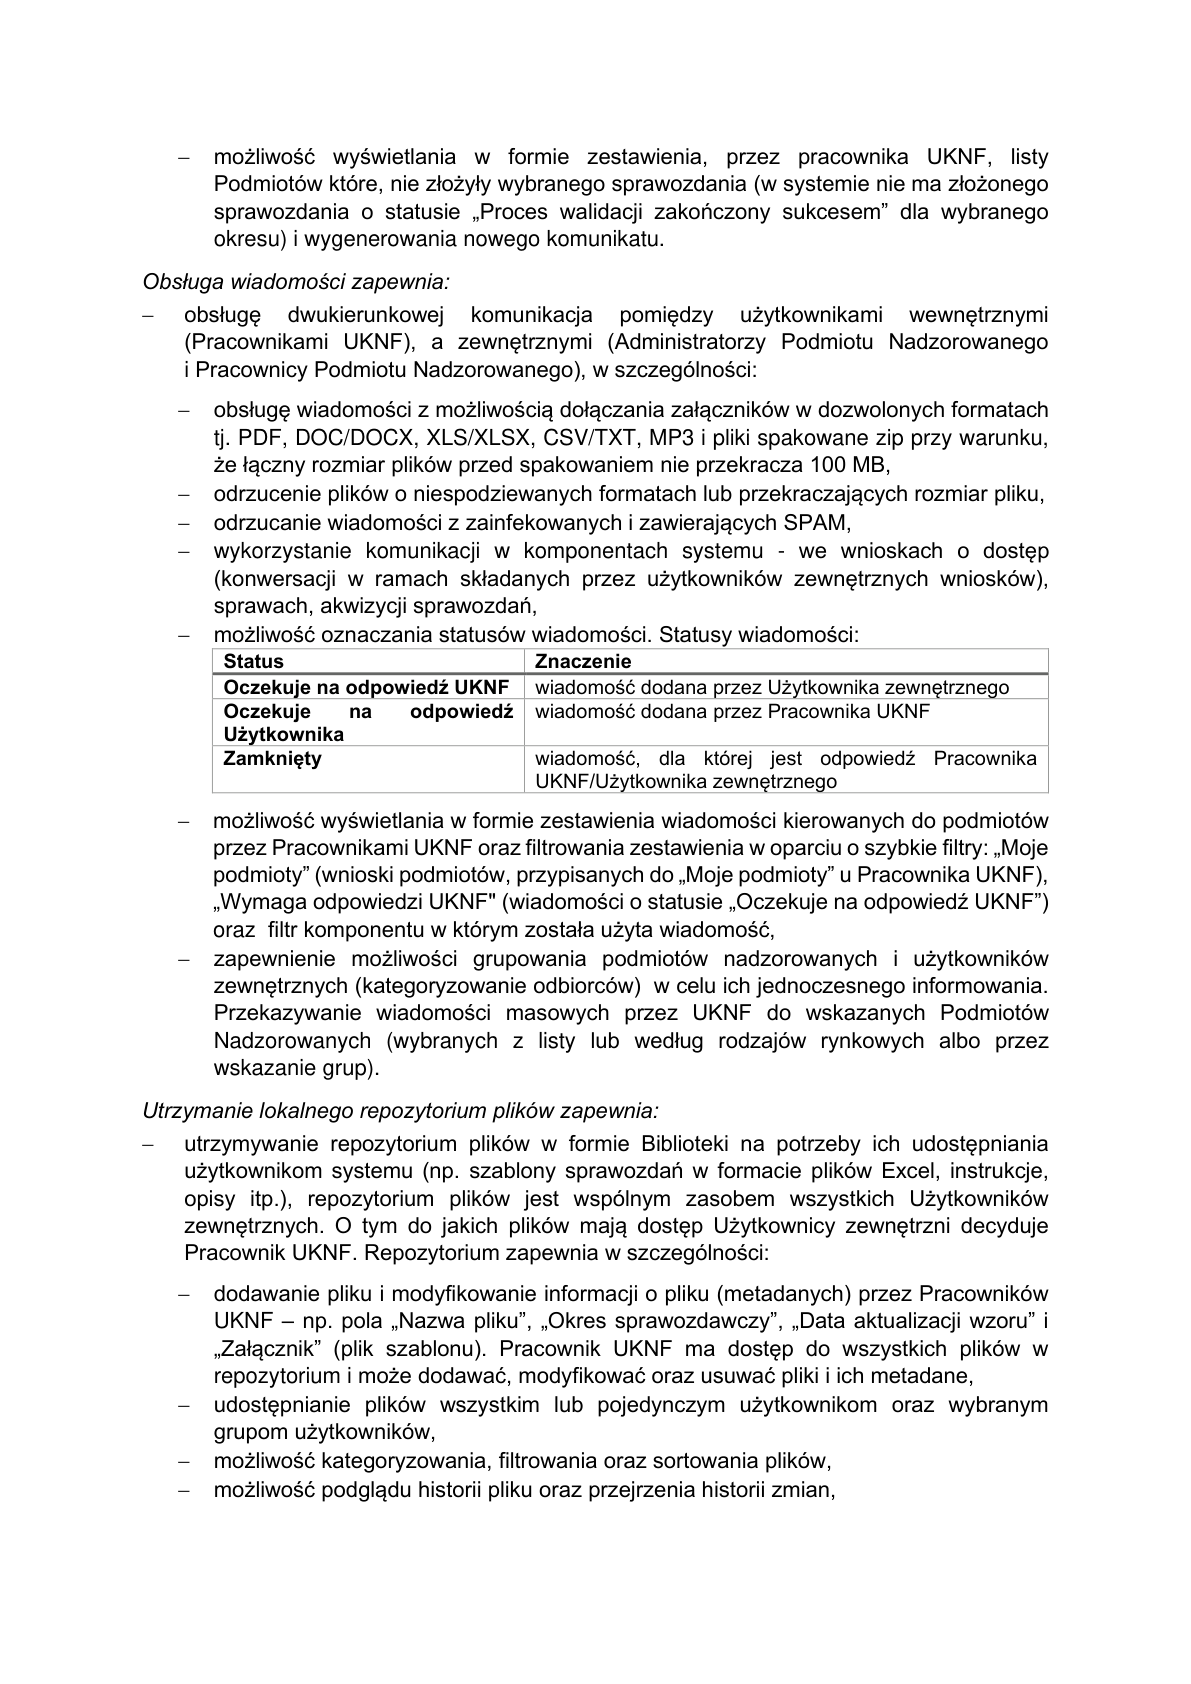 – możliwość wyświetlania w formie zestawienia, przez pracownika UKNF, listy
Podmiotów które, nie złożyły wybranego sprawozdania (w systemie nie ma złożonego
sprawozdania o statusie „Proces walidacji zakończony sukcesem” dla wybranego
okresu) i wygenerowania nowego komunikatu.
Obsługa wiadomości zapewnia:
– obsługę dwukierunkowej komunikacja pomiędzy użytkownikami wewnętrznymi
(Pracownikami UKNF), a zewnętrznymi (Administratorzy Podmiotu Nadzorowanego
i Pracownicy Podmiotu Nadzorowanego), w szczególności:
– obsługę wiadomości z możliwością dołączania załączników w dozwolonych formatach
tj. PDF, DOC/DOCX, XLS/XLSX, CSV/TXT, MP3 i pliki spakowane zip przy warunku,
że łączny rozmiar plików przed spakowaniem nie przekracza 100 MB,
– odrzucenie plików o niespodziewanych formatach lub przekraczających rozmiar pliku,
– odrzucanie wiadomości z zainfekowanych i zawierających SPAM,
– wykorzystanie komunikacji w komponentach systemu - we wnioskach o dostęp
(konwersacji w ramach składanych przez użytkowników zewnętrznych wniosków),
sprawach, akwizycji sprawozdań,
– możliwość oznaczania statusów wiadomości. Statusy wiadomości:
Status Znaczenie
Oczekuje na odpowiedź UKNF wiadomość dodana przez Użytkownika zewnętrznego
Oczekuje na odpowiedź wiadomość dodana przez Pracownika UKNF
Użytkownika
Zamknięty wiadomość, dla której jest odpowiedź Pracownika
UKNF/Użytkownika zewnętrznego
– możliwość wyświetlania w formie zestawienia wiadomości kierowanych do podmiotów
przez Pracownikami UKNF oraz filtrowania zestawienia w oparciu o szybkie filtry: „Moje
podmioty” (wnioski podmiotów, przypisanych do „Moje podmioty” u Pracownika UKNF),
„Wymaga odpowiedzi UKNF" (wiadomości o statusie „Oczekuje na odpowiedź UKNF”)
oraz  filtr komponentu w którym została użyta wiadomość,
– zapewnienie możliwości grupowania podmiotów nadzorowanych i użytkowników
zewnętrznych (kategoryzowanie odbiorców)  w celu ich jednoczesnego informowania.
Przekazywanie wiadomości masowych przez UKNF do wskazanych Podmiotów
Nadzorowanych (wybranych z listy lub według rodzajów rynkowych albo przez
wskazanie grup).
Utrzymanie lokalnego repozytorium plików zapewnia:
– utrzymywanie repozytorium plików w formie Biblioteki na potrzeby ich udostępniania
użytkownikom systemu (np. szablony sprawozdań w formacie plików Excel, instrukcje,
opisy itp.), repozytorium plików jest wspólnym zasobem wszystkich Użytkowników
zewnętrznych. O tym do jakich plików mają dostęp Użytkownicy zewnętrzni decyduje
Pracownik UKNF. Repozytorium zapewnia w szczególności:
– dodawanie pliku i modyfikowanie informacji o pliku (metadanych) przez Pracowników
UKNF – np. pola „Nazwa pliku”, „Okres sprawozdawczy”, „Data aktualizacji wzoru” i
„Załącznik” (plik szablonu). Pracownik UKNF ma dostęp do wszystkich plików w
repozytorium i może dodawać, modyfikować oraz usuwać pliki i ich metadane,
– udostępnianie plików wszystkim lub pojedynczym użytkownikom oraz wybranym
grupom użytkowników,
– możliwość kategoryzowania, filtrowania oraz sortowania plików,
– możliwość podglądu historii pliku oraz przejrzenia historii zmian,